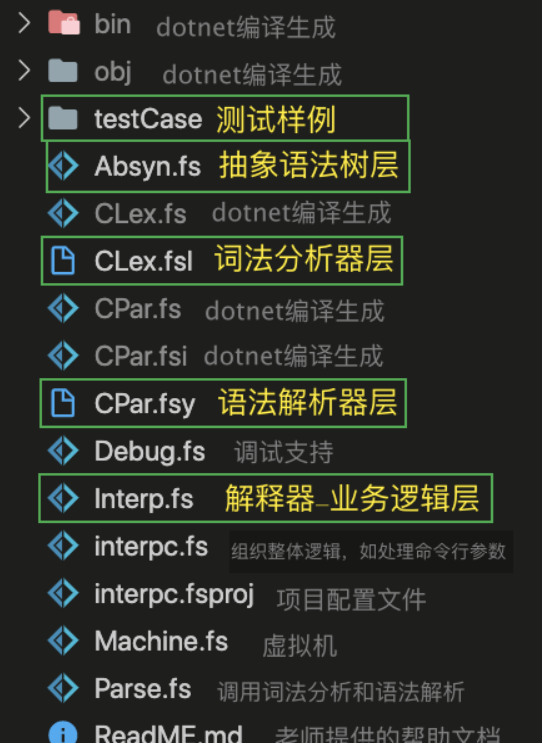 bin dotnet编译生成
obj dotnet编译生成
testCase 测试样例
Absyn.fs 抽象语法树层
CLex.fs dotnet编译生成
CLex.fsl 词法分析器层
CPar.fs dotnet编译生成
CPar.fsi dotnet编译生成
CPar.fsy 语法解析器层
Debug.fs 调试支持
Interp.fs 解释器_业务逻辑层
interpc.fs 组织整体逻辑，如处理命令行参数
interpc.fsproj 项目配置文件
Machine.fs 虚拟机
Parse.fs 调用词法分析和语法解析
ReadME.md 老师提供的帮助文档